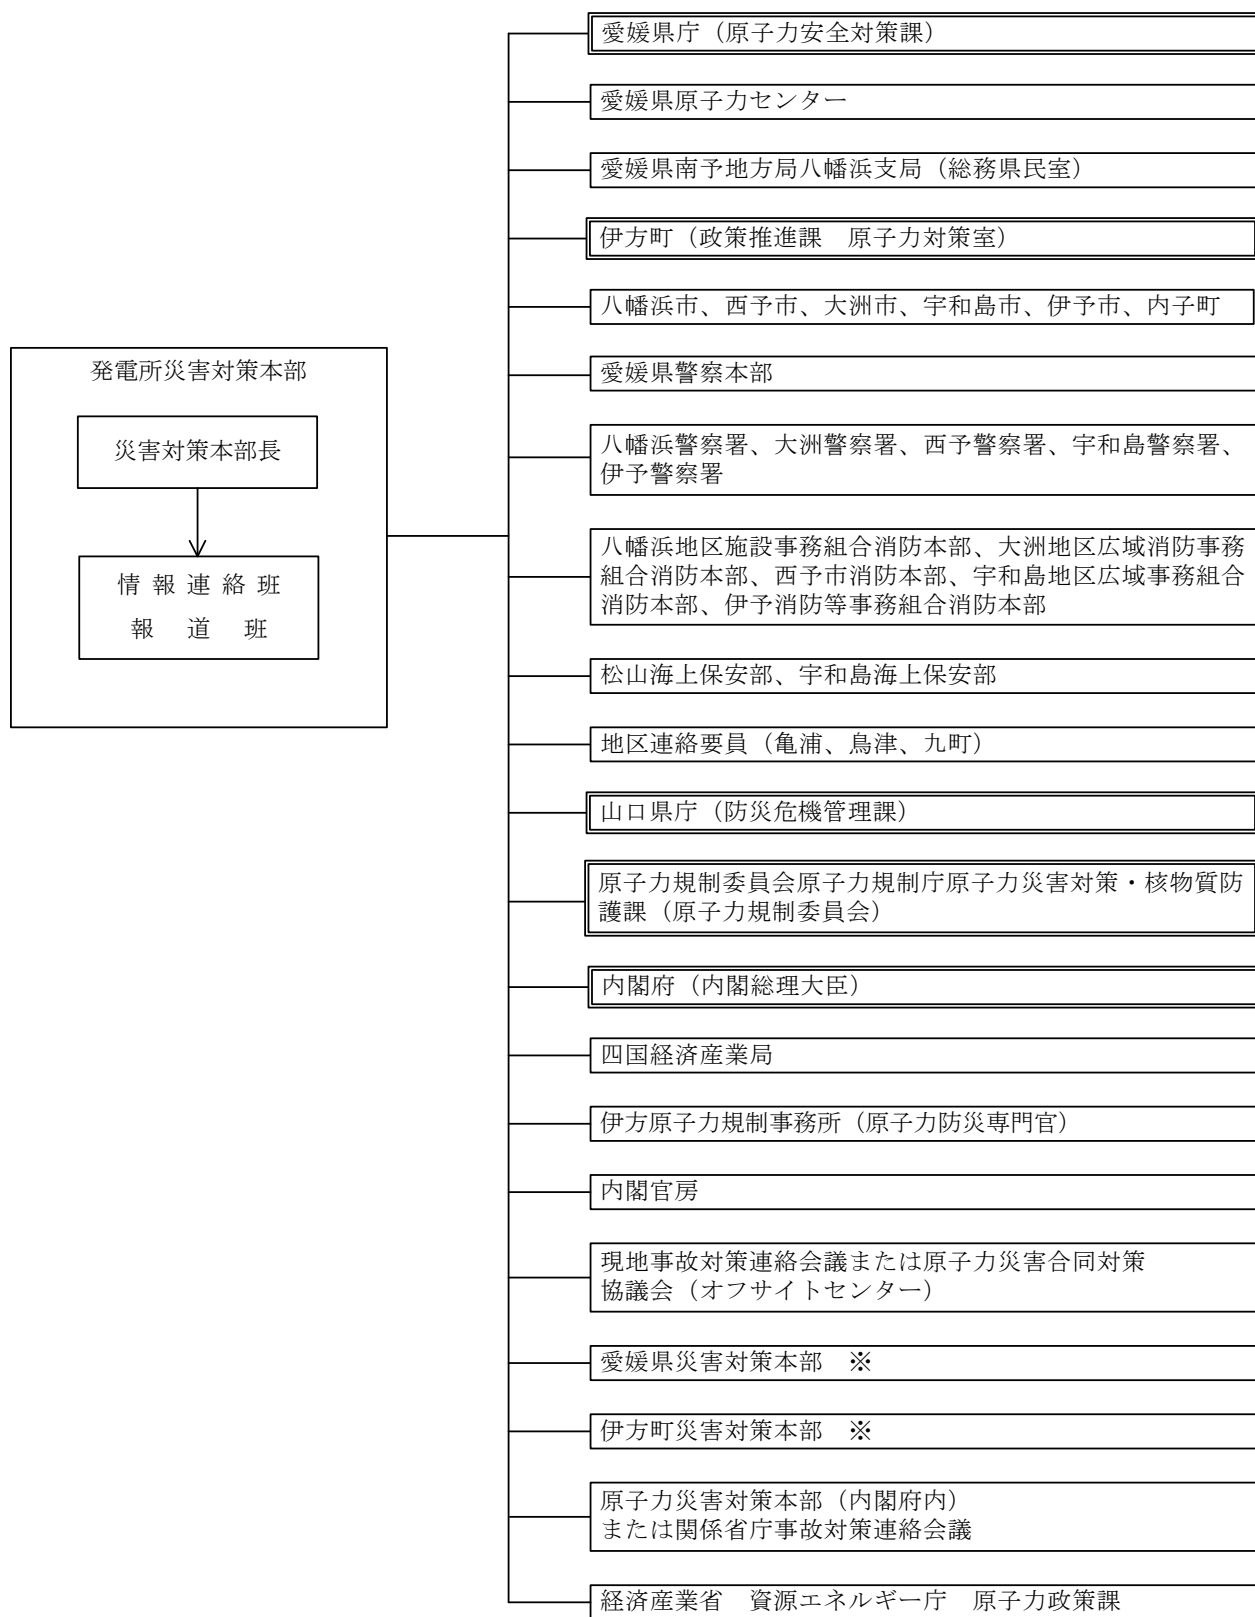 愛媛県庁（原子力安全対策課）
愛媛県原子力センター
愛媛県南予地方局八幡浜支局（総務県民室）
伊方町（政策推進課　原子力対策室）
八幡浜市、西予市、大洲市、宇和島市、伊予市、内子町
発電所災害対策本部
災害対策本部長
情 報 連 絡 班
報　道　班
愛媛県警察本部
八幡浜警察署、大洲警察署、西予警察署、宇和島警察署、
伊予警察署
八幡浜地区施設事務組合消防本部、大洲地区広域消防事務
組合消防本部、西予市消防本部、宇和島地区広域事務組合
消防本部、伊予消防等事務組合消防本部
松山海上保安部、宇和島海上保安部
地区連絡要員（亀浦、鳥津、九町）
山口県庁（防災危機管理課）
原子力規制委員会原子力規制庁原子力災害対策・核物質防
護課（原子力規制委員会）
内閣府（内閣総理大臣）
四国経済産業局
伊方原子力規制事務所（原子力防災専門官）
内閣官房
現地事故対策連絡会議または原子力災害合同対策
協議会（オフサイトセンター）
愛媛県災害対策本部　※
伊方町災害対策本部　※
原子力災害対策本部（内閣府内）
または関係省庁事故対策連絡会議
経済産業省　資源エネルギー庁　原子力政策課